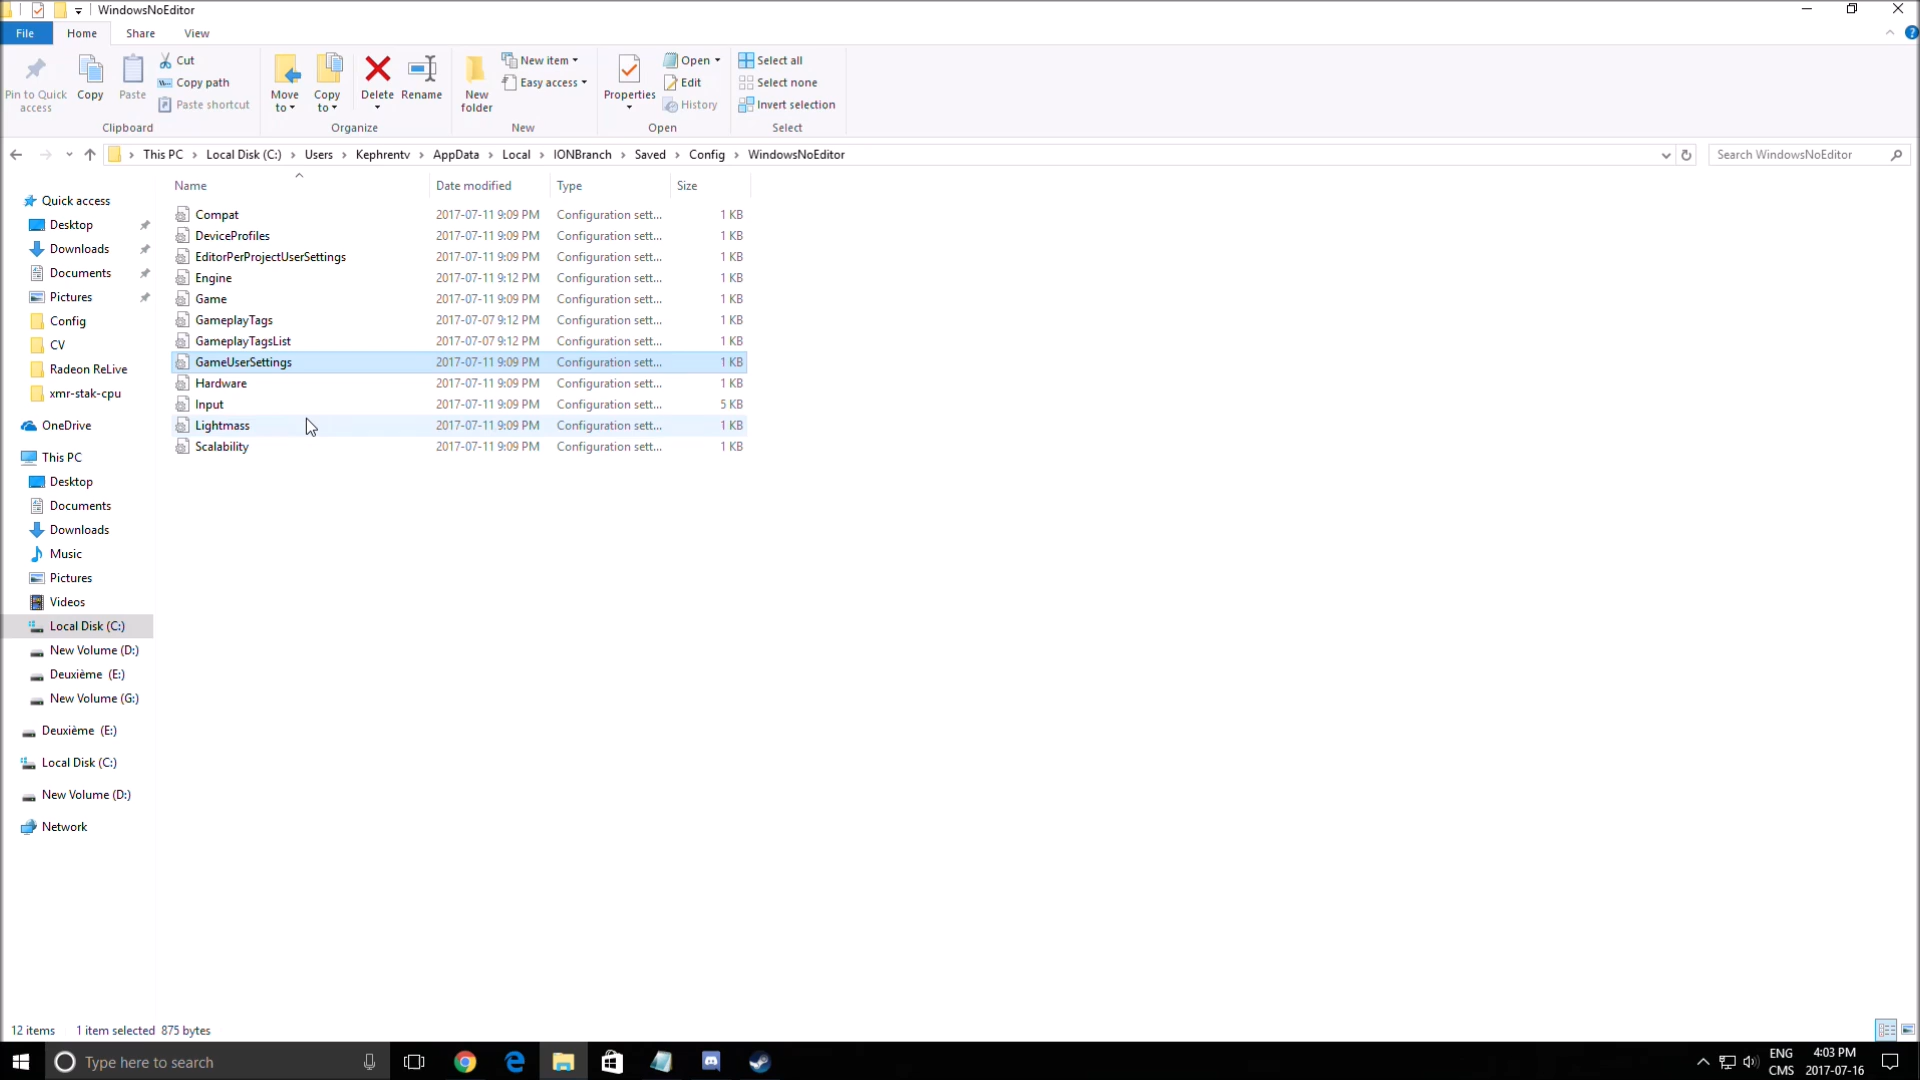 WindowsNoEditor
File Home Share View
Pin to Quick access
Copy
Paste
Cut
Copy path
Paste shortcut
Clipboard
Move to
Copy to
Delete
Rename
Organize
New folder
New item
Easy access
New
Properties
Open
Edit
History
Open
Select all
Select none
Invert selection
Select
This PC Local Disk (C:) Users Kephrentv AppData Local IONBranch Saved Config WindowsNoEditor
Search WindowsNoEditor
Quick access
Desktop
Downloads
Documents
Pictures
Config
CV
Radeon ReLive
xmr-stak-cpu
OneDrive
This PC
Desktop
Documents
Downloads
Music
Pictures
Videos
Local Disk (C:)
New Volume (D:)
Deuxième (E:)
New Volume (G:)
Deuxième (E:)
Local Disk (C:)
New Volume (D:)
Network
Name Date modified Type Size
Compat 2017-07-11 9:09 PM Configuration sett... 1 KB
DeviceProfiles 2017-07-11 9:09 PM Configuration sett... 1 KB
EditorPerProjectUserSettings 2017-07-11 9:09 PM Configuration sett... 1 KB
Engine 2017-07-11 9:12 PM Configuration sett... 1 KB
Game 2017-07-11 9:09 PM Configuration sett... 1 KB
GameplayTags 2017-07-07 9:12 PM Configuration sett... 1 KB
GameplayTagsList 2017-07-07 9:12 PM Configuration sett... 1 KB
GameUserSettings 2017-07-11 9:09 PM Configuration sett... 1 KB
Hardware 2017-07-11 9:09 PM Configuration sett... 1 KB
Input 2017-07-11 9:09 PM Configuration sett... 5 KB
Lightmass 2017-07-11 9:09 PM Configuration sett... 1 KB
Scalability 2017-07-11 9:09 PM Configuration sett... 1 KB
12 items 1 item selected 875 bytes
Type here to search
ENG
CMS
4:03 PM
2017-07-16